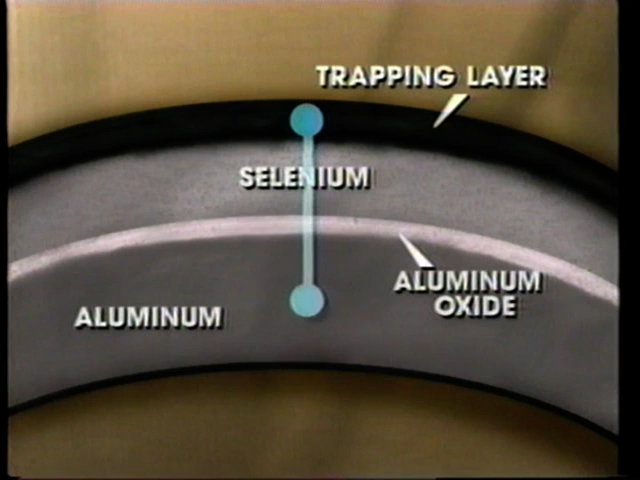 TRAPPING LAYER
SELENIUM
ALUMINUM
OXIDE
ALUMINUM